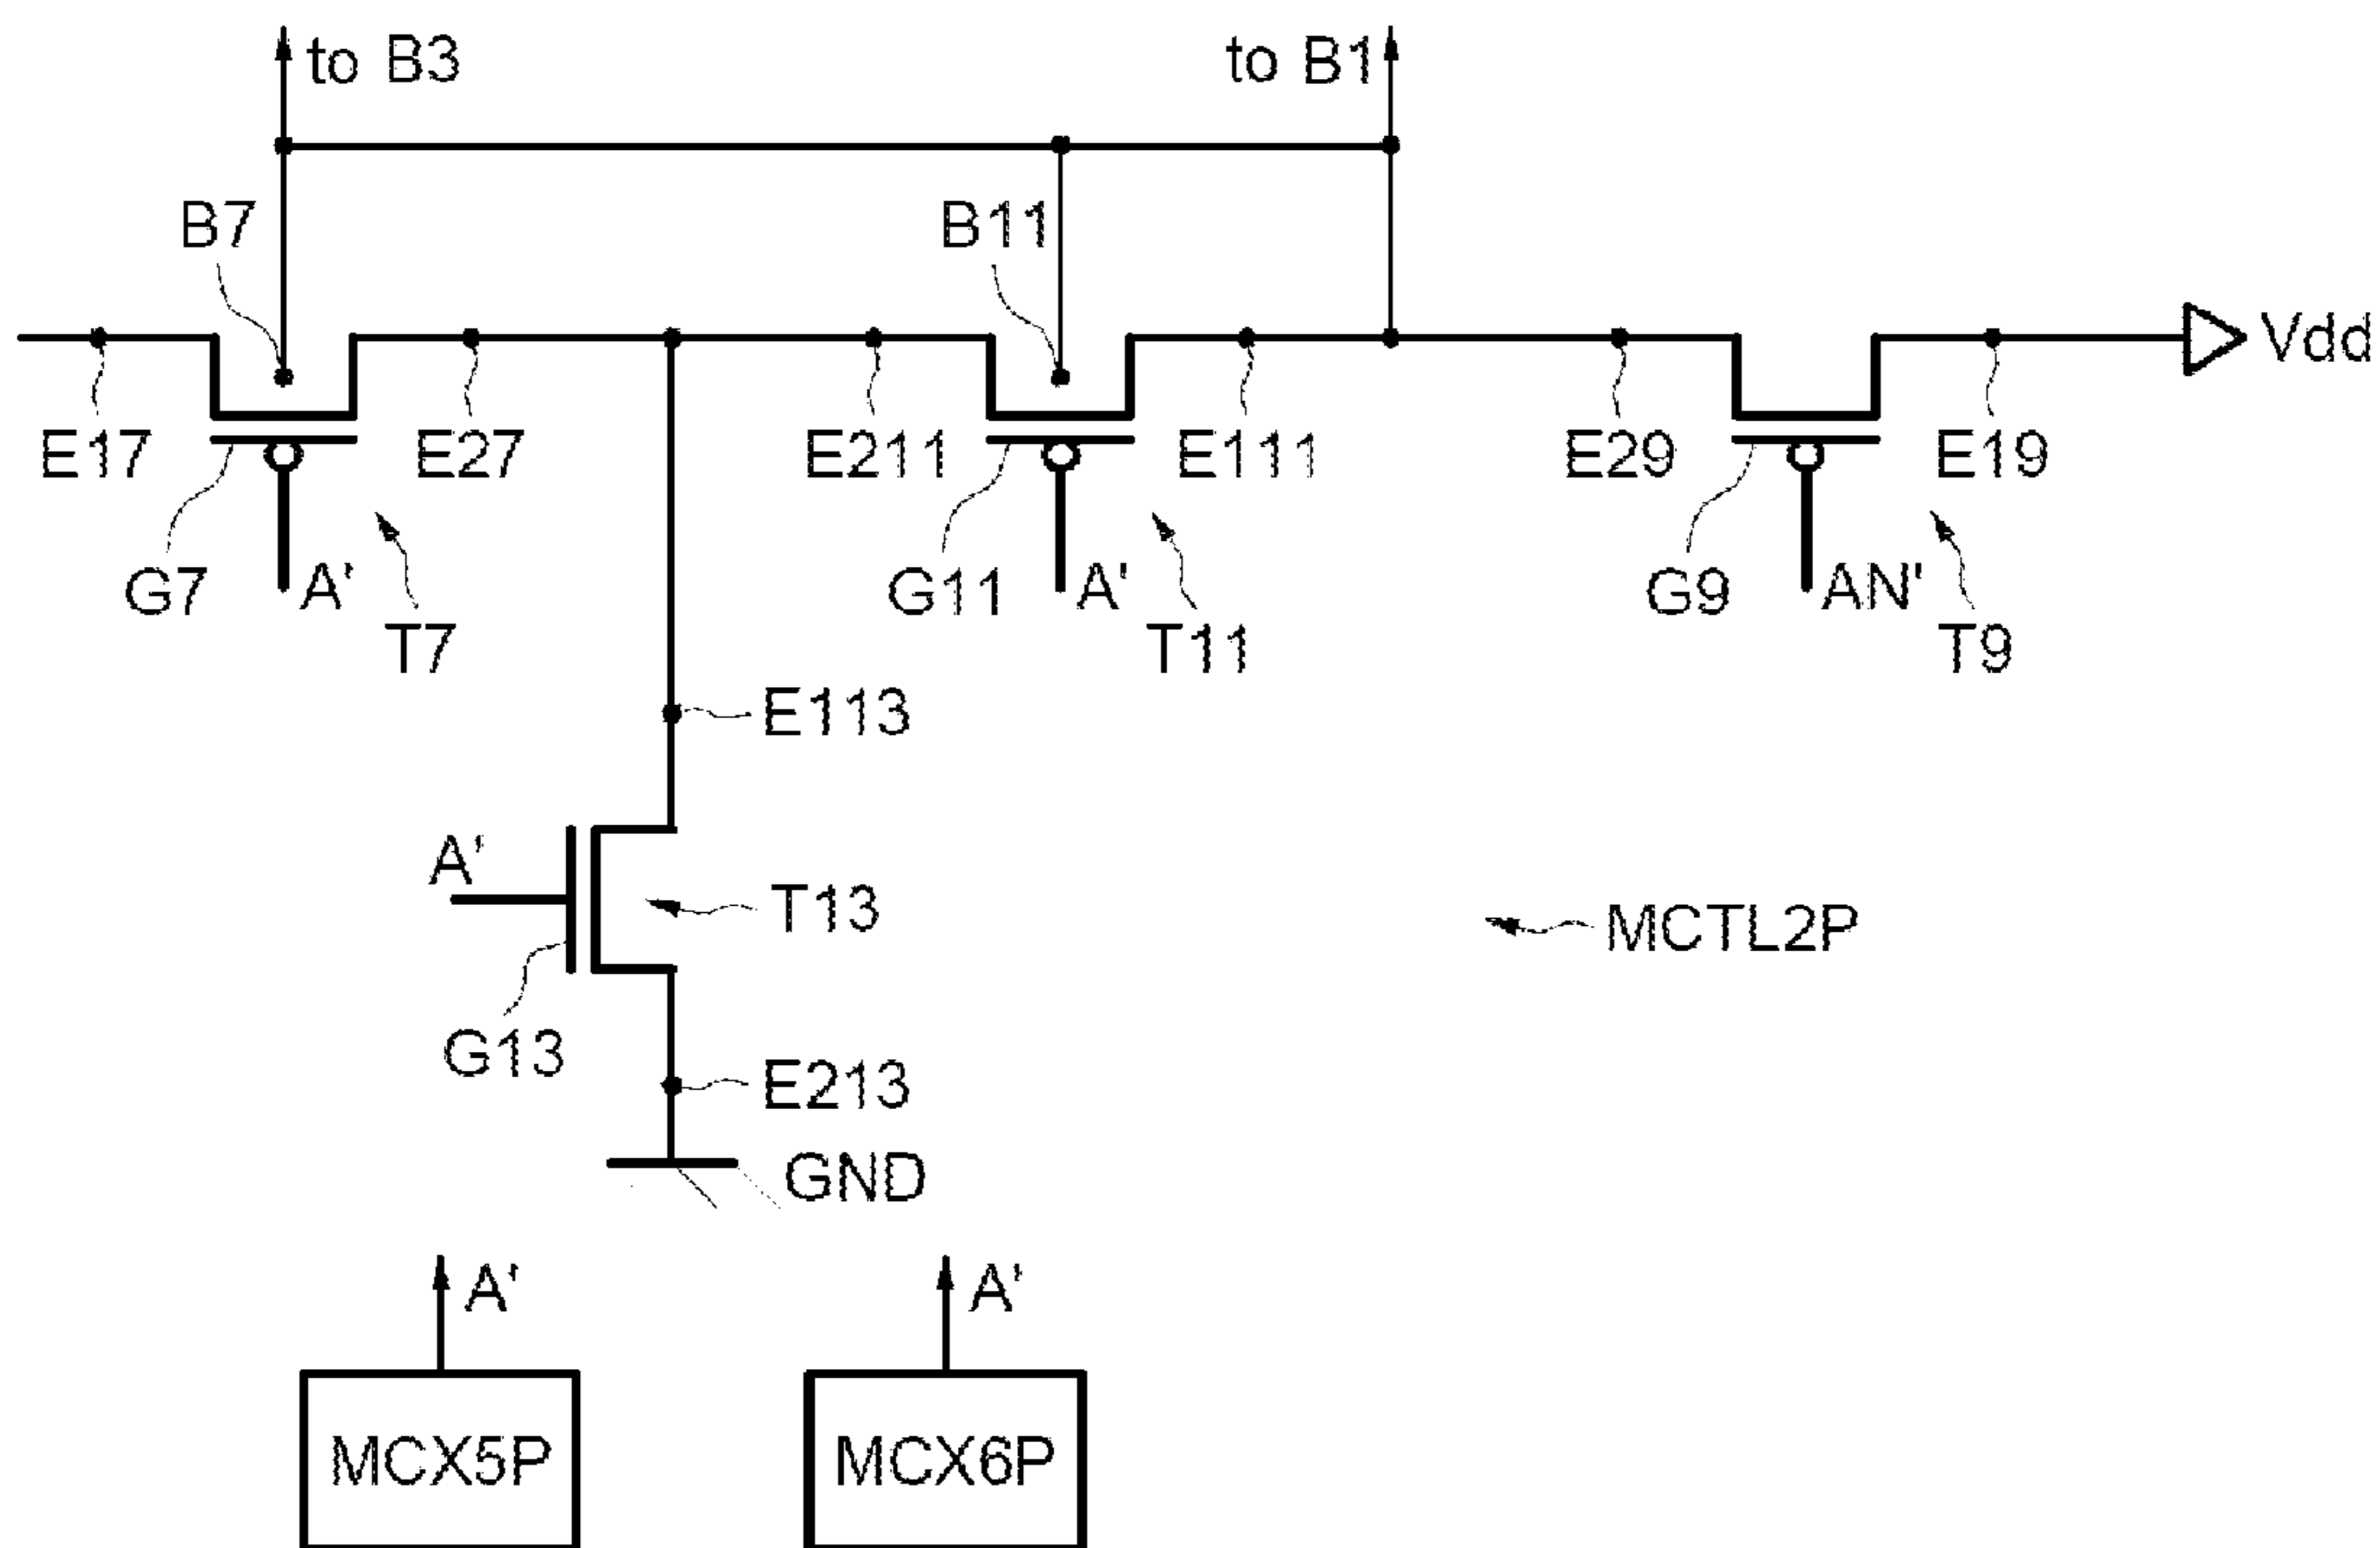 to B3 to B1
B7 B11
Vdd
E17 E27 E211 E111 E29 E19
G7 A' G11 A' G9 AN'
T7 T11 T9
E113
A' T13 MCTL2P
G13 E213
GND
A' A'
MCX5P MCX6P